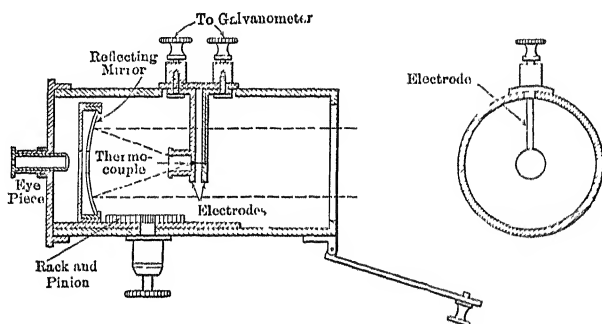 To Galvanometer
Reflecting
Mirror
Electrode
Thermo-
couple
Eye
Piece
Electrodes
Rack and
Pinion